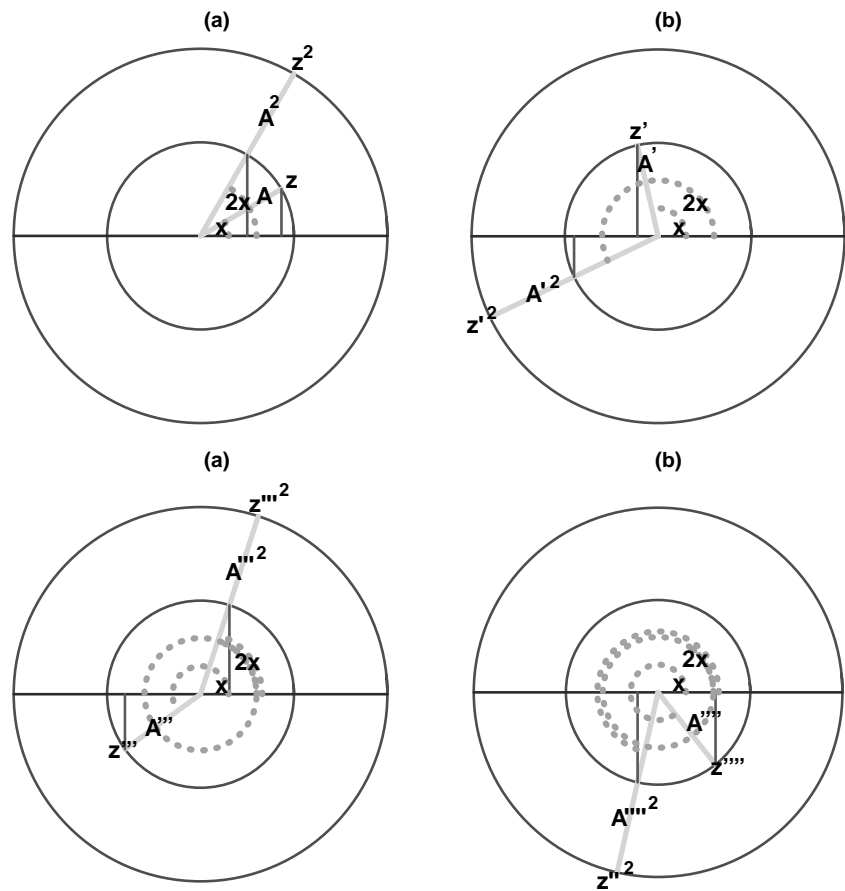 (a)
(b)
z²
A²
A
z
2x
x
z’
A’
2x
x
A'²
z'²
(a)
(b)
z'''²
A'''²
2x
x
A’’’
z’’’
2x
x
A’’’’
z’’’’
A''''²
z''²